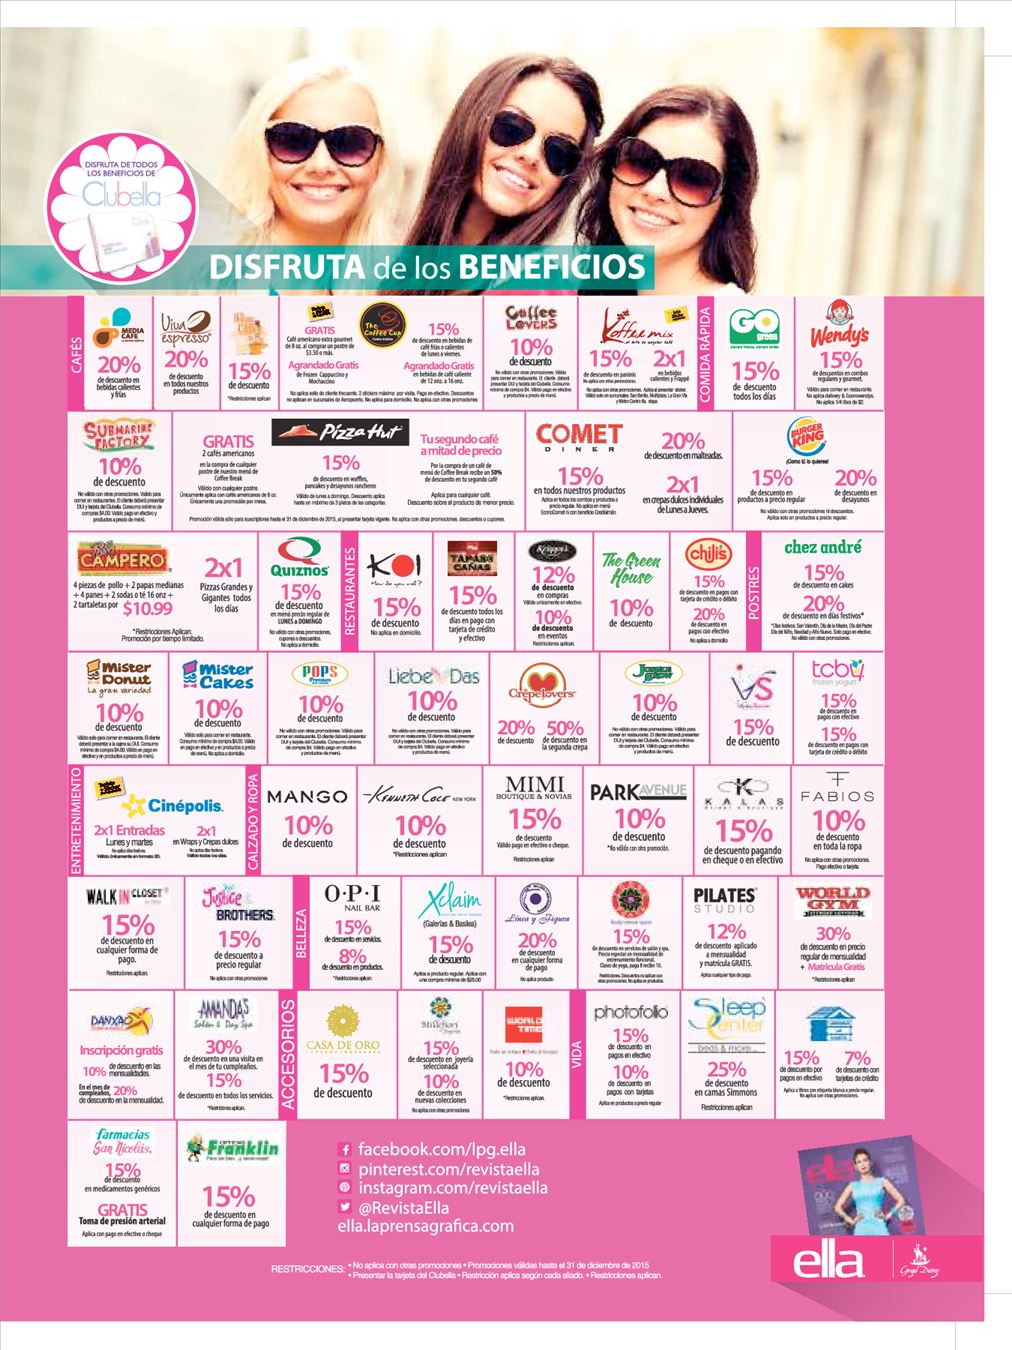 DISFRUTA DE TODOS
LOS BENEFICIOS DE
Clubella
DISFRUTA de los BENEFICIOS
CAFÉS
MEDIA
CAFE
20%
de descuento en
bebidas calientes
y frías
Viva
espresso
20%
de descuento
en todos nuestros
productos
15%
de descuento
*Restricciones aplican
GRATIS
Café americano extra gourmet
de 8 oz. al comprar un postre de
$3.50 o más.
Agrandado Gratis
en Frozen Cappuccino y
Mochaccino
The
Coffee Cup
15%
de descuento en bebidas de
café frías o calientes
de lunes a viernes.
Agrandado Gratis
en bebidas de café calientes
de 12 onz. a 16 onz.
No aplica sello de cliente frecuente. 2 stickers máximo por visita. Pago en efectivo. Descuentos
no aplican en sucursales de Aeropuerto. No aplica para domicilio. No aplica con otras promociones
Coffee
LOVERS
10%
de descuento
No válido con otras promociones. Válido
para comer en restaurante. El cliente deberá
presentar DUI y tarjeta del Clubella. Consumo
mínimo de compra $4. Válido pago en efectivo
y productos a precio de menú.
Koffee mix
15%
de descuento en paninis
No aplica con otras promociones.
2x1
en bebidas
calientes y Frappé
COMIDA RÁPIDA
GO
green
15%
de descuento
todos los días
Wendy's
15%
de descuentos en combos
regulares y gourmet.
Válido para comer en restaurante.
No aplica delivery & Econowendys.
No aplica 1/4 libra de $2.
SUBMARINE
FACTORY
10%
de descuento
No válido con otras promociones. Válido para
comer en restaurante. El cliente deberá presentar
DUI y tarjeta del Clubella. Consumo mínimo de
compras $4.00. Válido pago en efectivo
y productos a precio de menú.
GRATIS
2 cafés americanos
en la compra de cualquier
postre de nuestro menú de
Coffee Break
Válido con cualquier postre.
Únicamente aplica con cafés americanos de 8 oz.
Únicamente una promoción por mesa.
Pizza Hut
15%
de descuento en waffles,
pancakes y desayunos rancheros
Válido de lunes a domingo. Descuento aplica
hasta un máximo de 3 platos de las categorías.
Tu segundo café
a mitad de precio
Por la compra de un café de
menú de Coffee Break recibe un 50%
de descuento en tu segundo café
Aplica para cualquier café.
Descuento sobre el producto de menor precio.
Promoción válida sólo para suscriptores hasta el 31 de diciembre de 2015, al presentar tarjeta vigente. No aplica con otras promociones, descuentos o cupones.
COMET
DINER
15%
en todos nuestros productos
Aplica en todos los combos y productos a
precio regular. No aplica en menú
EconoComet ni con beneficio Credisimán.
20%
de descuento en malteadas.
2x1
en crepas dulces individuales
de Lunes a Jueves.
BURGER
KING
¡Como tú lo quieres!
15%
de descuento en
productos a precio regular
20%
de descuento en
desayunos
No válido con otras promociones ni descuentos.
Aplica solo en productos a precio regular.
CAMPERO
4 piezas de pollo + 2 papas medianas
+ 4 panes + 2 sodas o té 16 onz +
2 tartaletas por $10.99
2x1
Pizzas Grandes y
Gigantes todos
los días
*Restricciones Aplican.
Promoción por tiempo limitado.
Quiznos
15%
de descuento
en menú precio regular de
LUNES a DOMINGO
No válido con otras promociones,
cupones o descuentos.
No aplica a domicilio.
RESTAURANTES
KOI
How do you roll?
15%
de descuento
No aplica en domicilio.
TAPAS &
CAÑAS
15%
de descuento todos los
días en pago con
tarjeta de crédito
y efectivo
12%
de descuento
en compras
Válido únicamente en efectivo.
10%
de descuento
en eventos
Restricciones aplican.
The Green
House
10%
de descuento
chili's
15%
de descuento en pagos con
tarjeta de crédito o débito
20%
de descuento en
pagos con efectivo
No aplica a domicilio
POSTRES
chez andré
15%
de descuento en cakes
20%
de descuento en días festivos*
*Días festivos: San Valentín, Día de la Madre, Día del Padre
Día del Niño, Navidad y Año Nuevo. Solo pago en efectivo.
No válido con otras promociones.
Mister
Donut
La gran variedad
10%
de descuento
Válido solo para comer en restaurante. El cliente
deberá presentar a la cajera su DUI. Consumo
mínimo de compra $4.00. Válido pago en
efectivo y en productos a precio de menú.
Mister
Cakes
10%
de descuento
Válido solo para comer en restaurante.
Consumo mínimo de compra $4.00. Válido
pago en efectivo y en productos a precio
de menú. No aplica a domicilio.
POPS
Premium
10%
de descuento
No válido con otras promociones. Válido para
comer en restaurante. El cliente deberá presentar
DUI y tarjeta del Clubella. Consumo mínimo de
compra $4. Válido pago en efectivo y
productos a precio de menú.
Liebe Das
10%
de descuento
No válido con otras promociones. Válido para
comer en restaurante. El cliente deberá presentar
DUI y tarjeta del Clubella. Consumo mínimo de
compra $4. Válido pago en efectivo y
productos a precio de menú.
Crêpelovers
20%
de descuento
50%
de descuento en
la segunda crepa
10%
de descuento
No válido con otras promociones. Válido para
comer en restaurante. El cliente deberá presentar
DUI y tarjeta del Clubella. Consumo mínimo de
compra $4. Válido pago en efectivo y
productos a precio de menú.
VS
15%
de descuento
tcby
frozen yogurt
15%
de descuento en
pagos con efectivo
15%
de descuento en pagos con
tarjeta de crédito o débito
ENTRETENIMIENTO
Cinépolis.
2x1 Entradas
Lunes y martes
No aplica días festivos.
Válido únicamente en formato 2D.
2x1
en Wraps y Crepas dulces
No aplica días festivos.
Válido todos los días.
CALZADO Y ROPA
MANGO
10%
de descuento
Kenneth Cole NEW YORK
10%
de descuento
*Restricciones aplican
MIMI
BOUTIQUE & NOVIAS
15%
de descuento
Válido pago en efectivo o cheque.
Restricciones aplican
PARK AVENUE
10%
de descuento
*No válido con otra promoción.
KALAS
15%
de descuento pagando
en cheque o en efectivo
FABIOS
10%
de descuento
en toda la ropa
No aplica con otras promociones.
Pago efectivo o tarjeta.
WALK IN CLOSET
15%
de descuento en
cualquier forma de
pago.
Restricciones aplican.
Justice
BROTHERS.
15%
de descuento a
precio regular
No aplica con otras promociones
BELLEZA
O·P·I
NAIL BAR
15%
de descuento en servicios.
8%
de descuento en productos.
*Restricciones aplican.
Xclaim
(Galerías & Basilea)
15%
de descuento
Aplica a producto regular. Aplica con
una compra mínima de $25.00
Línea y Figura
20%
de descuento
en cualquier forma de
pago
No aplica producto
15%
de descuento en servicios de salón y spa.
Precio especial en mensualidad de
entrenamiento funcional.
Clases de yoga, paga 8 recibe 10.
Restricciones. Descuentos no aplican con
otras promociones. No aplica en productos.
PILATES
STUDIO
12%
de descuento aplicado
a mensualidad
y matrícula GRATIS.
Aplica cualquier tipo de pago.
WORLD
GYM
30%
de descuento en precio
regular de mensualidad
+ Matrícula Gratis
*Restricciones aplican
DANXAO
Inscripción gratis
10% de descuento en las
mensualidades.
En el mes de
cumpleaños, 20%
de descuento en la mensualidad.
AMANDA'S
Salón & Day Spa
30%
de descuento en una visita en
el mes de tu cumpleaños.
15%
de descuento en todos los servicios.
*Restricciones aplican.
ACCESORIOS
CASA DE ORO
15%
de descuento
Millefiori
15%
de descuento en joyería
seleccionada
10%
de descuento en
nuevas colecciones
No aplica con otras promociones
WORLD
TIME
10%
de descuento
*Restricciones aplican.
VIDA
photofolio
15%
de descuento en
pagos en efectivo
10%
de descuento en
pagos con tarjetas
Aplica en productos a precio regular
Sleep
Center
beds & more...
25%
de descuento
en camas Simmons
Restricciones aplican
15%
de descuento por
pagos en efectivo
7%
de descuento con
tarjetas de crédito
Aplica a libros con etiqueta blanca a precio regular.
No aplica con otras promociones.
farmacias
San Nicolás.
15%
de descuento
en medicamentos genéricos
GRATIS
Toma de presión arterial
Aplica con pago en efectivo o cheque
OPTICAS
Franklin
15%
de descuento en
cualquier forma de pago
facebook.com/lpg.ella
pinterest.com/revistaella
instagram.com/revistaella
@RevistaElla
ella.laprensagrafica.com
RESTRICCIONES: • No aplica con otras promociones • Promociones válidas hasta el 31 de diciembre de 2015
• Presentar la tarjeta del Clubella • Restricción aplica según cada aliado. • Restricciones aplican.
ella
ella.
Grupo Dutriz